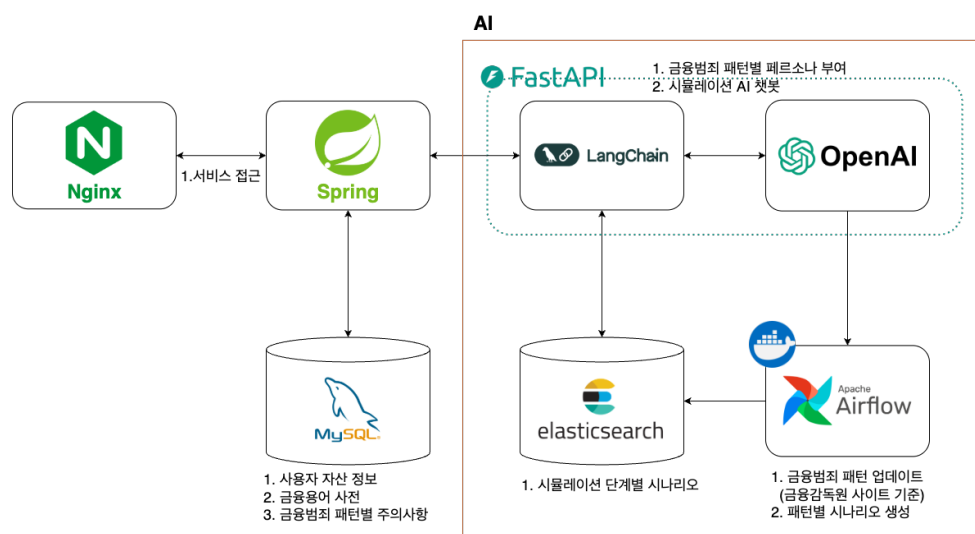 AI
FastAPI
1. 금융범죄 패턴별 페르소나 부여
2. 시뮬레이션 AI 챗봇
Nginx
1.서비스 접근
Spring
LangChain
OpenAI
MySQL
1. 사용자 자산 정보
2. 금융용어 사전
3. 금융범죄 패턴별 주의사항
elasticsearch
1. 시뮬레이션 단계별 시나리오
Apache
Airflow
1. 금융범죄 패턴 업데이트
(금융감독원 사이트 기준)
2. 패턴별 시나리오 생성